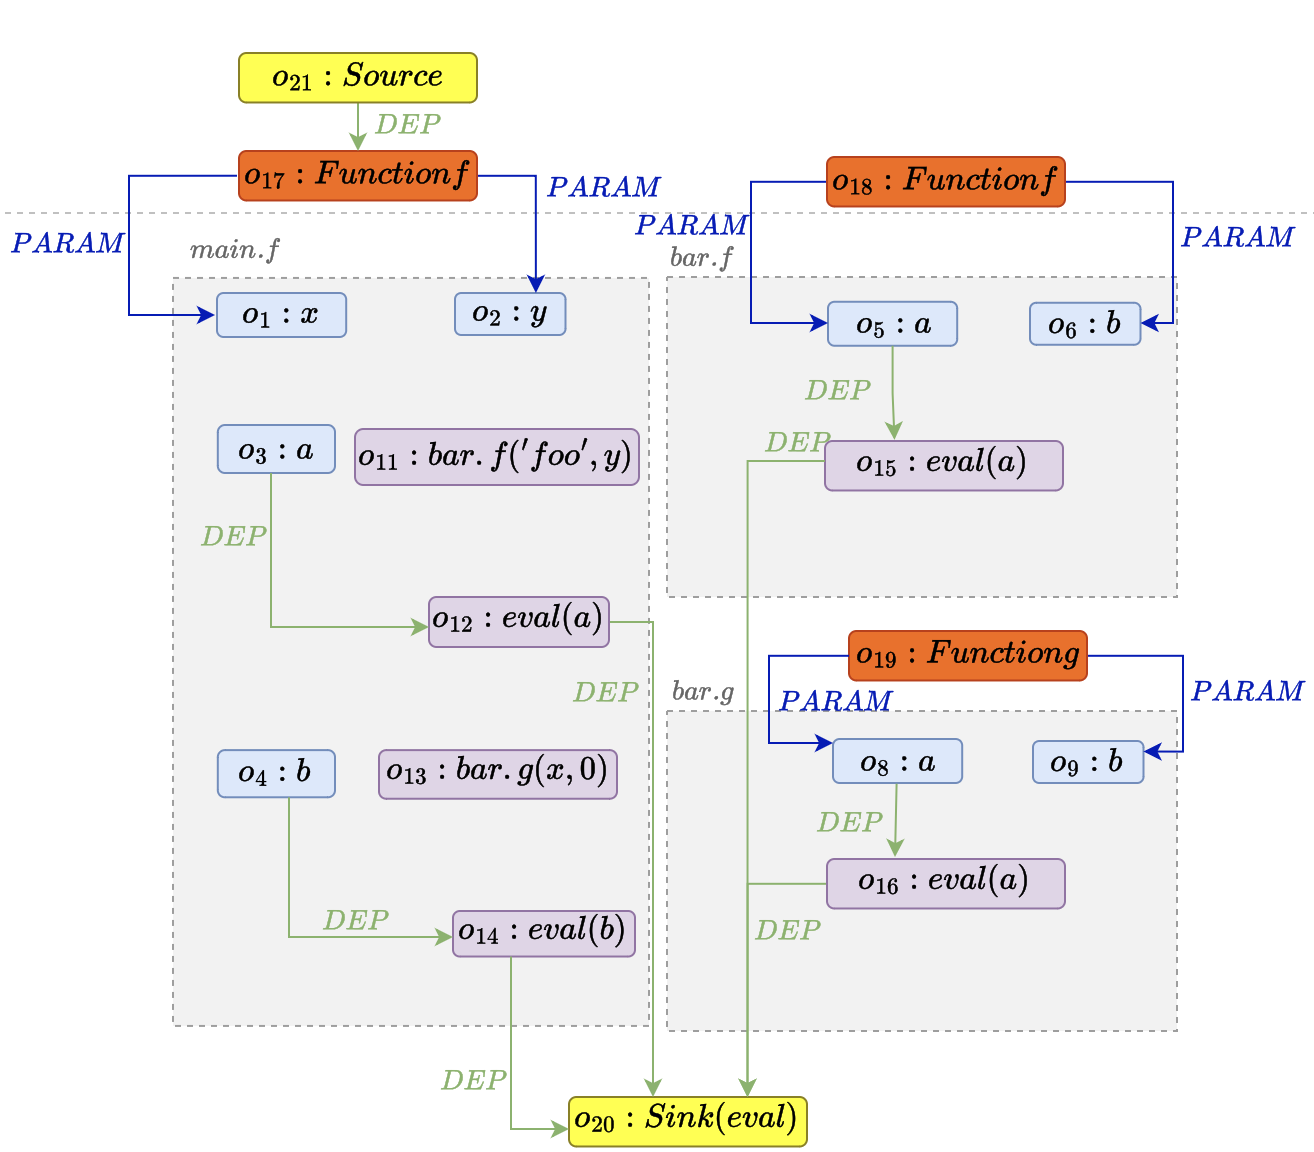 o₂₁ : Source
DEP
o₁₇ : Functionf
PARAM
PARAM
main.f
o₁ : x
o₂ : y
o₃ : a
o₁₁ : bar.f('foo', y)
DEP
o₁₂ : eval(a)
DEP
o₄ : b
o₁₃ : bar.g(x, 0)
DEP
o₁₄ : eval(b)
DEP
o₁₈ : Functionf
PARAM
PARAM
bar.f
o₅ : a
o₆ : b
DEP
DEP
o₁₅ : eval(a)
o₁₉ : Functiong
bar.g
PARAM
PARAM
o₈ : a
o₉ : b
DEP
o₁₆ : eval(a)
DEP
o₂₀ : Sink(eval)